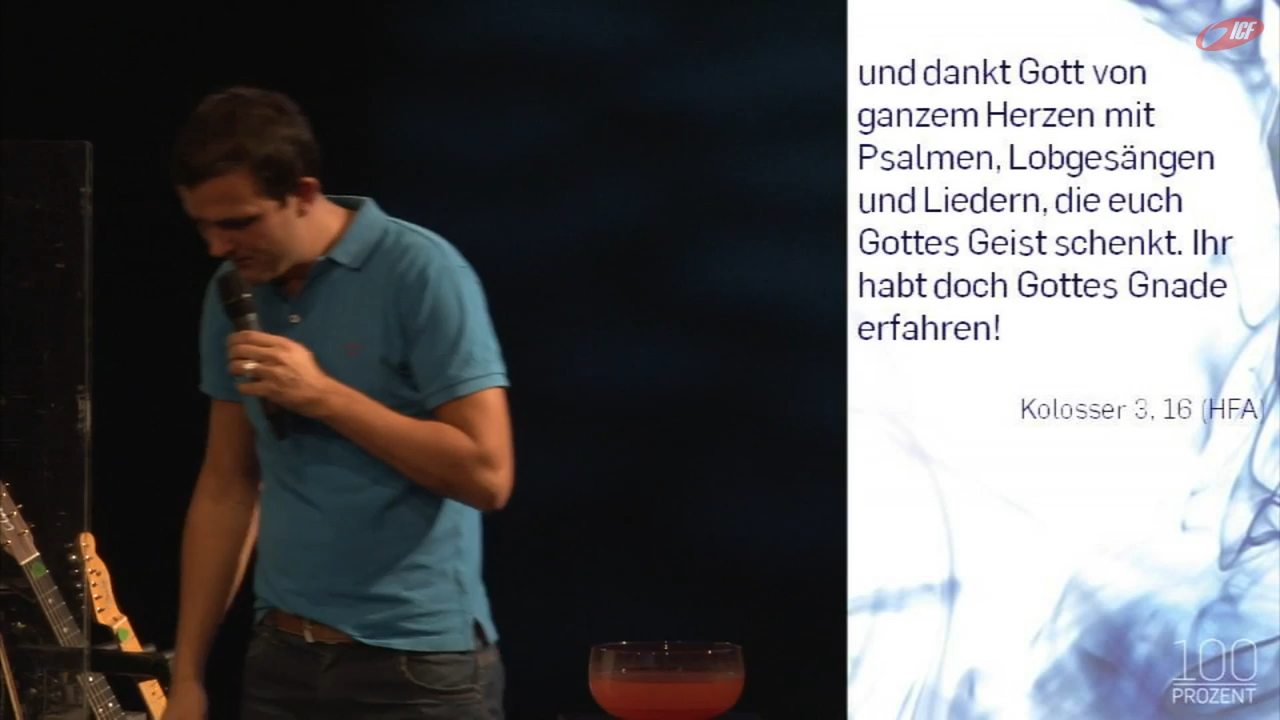 ICF
und dankt Gott von
ganzem Herzen mit
Psalmen, Lobgesängen
und Liedern, die euch
Gottes Geist schenkt. Ihr
habt doch Gottes Gnade
erfahren!
Kolosser 3, 16 (HFA)
100
PROZENT